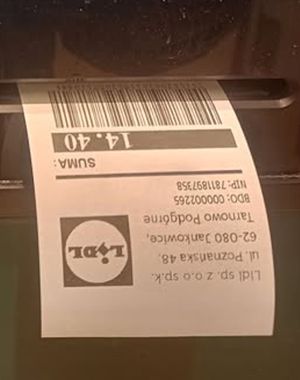 Lidl sp. z o.o sp.k.
ul. Poznańska 48,
62-080 Jankowice,
Tarnowo Podgórne
LIDL
BDO: 000002265
NIP: 7811897358
SUMA:
14.40